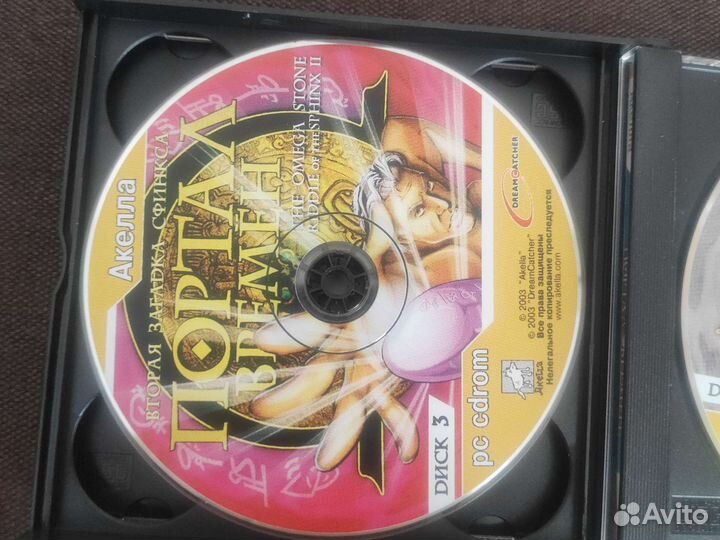 Акелла
ВТОРАЯ ЗАГАДКА СФИНКСА
ПОРТАЛ
ВРЕМЕН
THE OMEGA STONE
RIDDLE OF THE SPHINX II
DREAMCATCHER
© 2003 "Akella"
© 2003 "DreamCatcher"
Все права защищены
Нелегальное копирование преследуется
www.akella.com
Акелла
ДИСК 3
pc cdrom
Avito